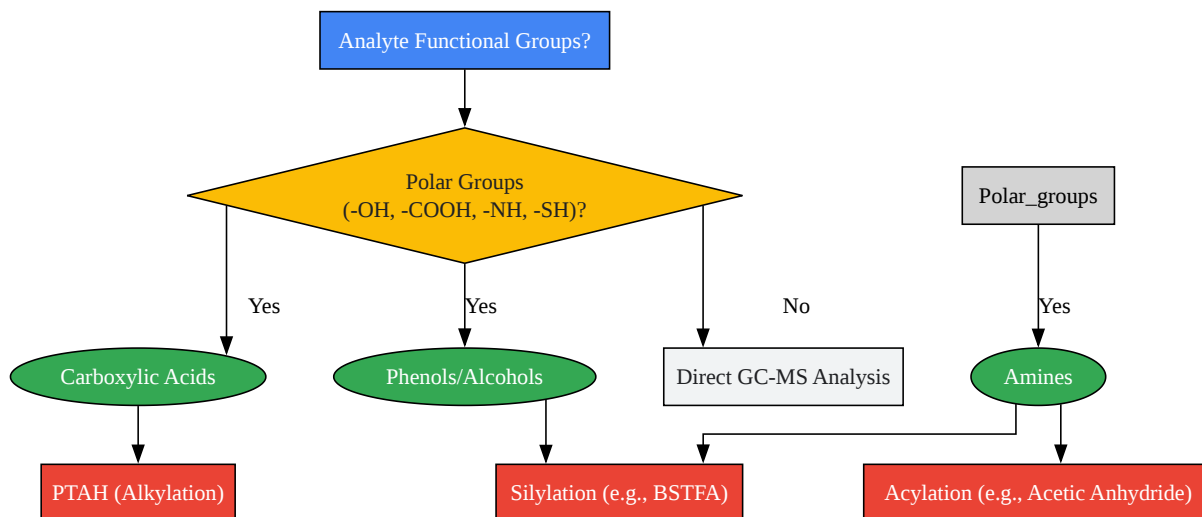 Analyte Functional Groups?
Polar Groups
(-OH, -COOH, -NH, -SH)?
Polar_groups
Yes
Yes
No
Yes
Carboxylic Acids
Phenols/Alcohols
Direct GC-MS Analysis
Amines
PTAH (Alkylation)
Silylation (e.g., BSTFA)
Acylation (e.g., Acetic Anhydride)